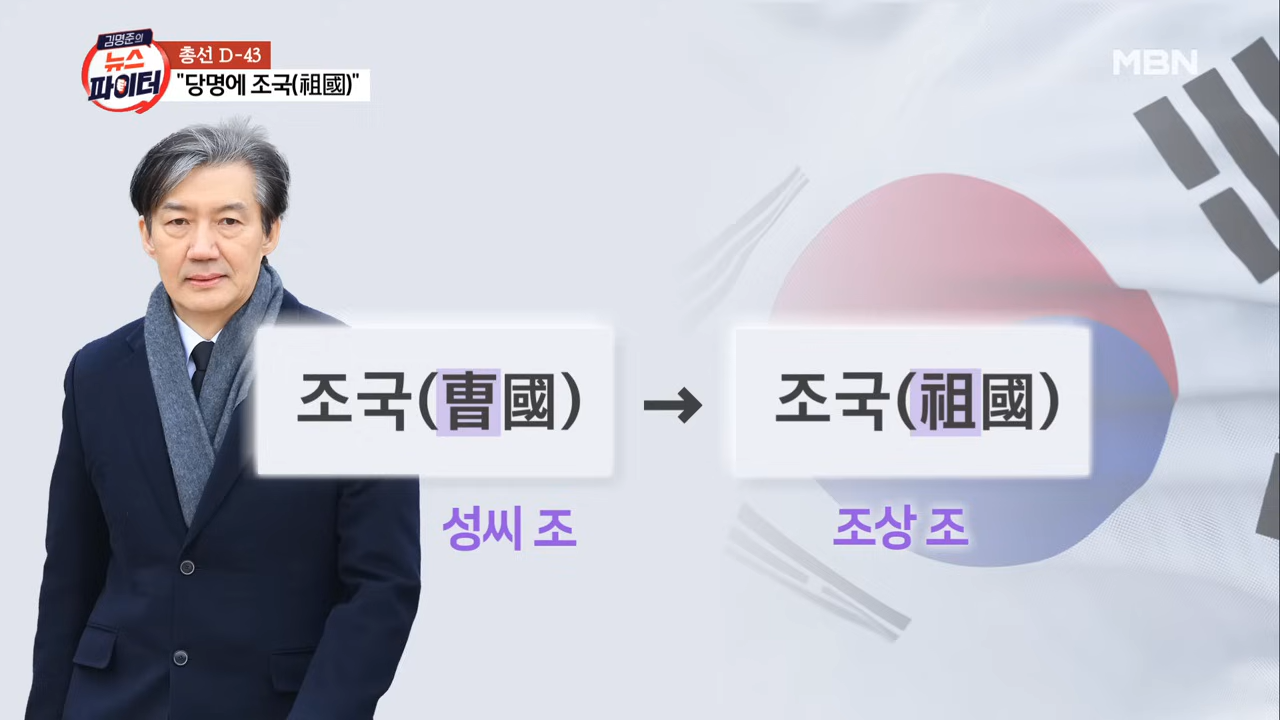 김명준의
뉴스
파이터
총선 D-43
"당명에 조국(祖國)"
MBN
조국(曺國) → 조국(祖國)
성씨 조
조상 조